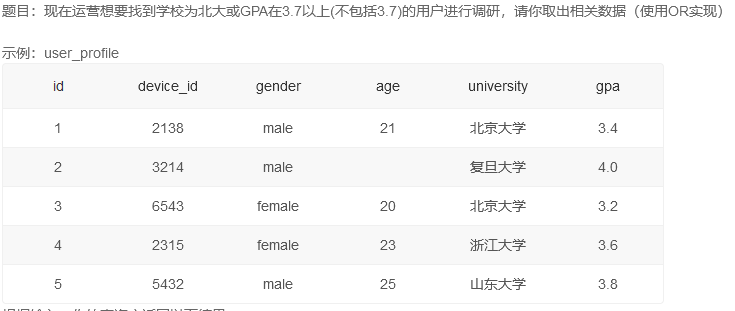 题目：现在运营想要找到学校为北大或GPA在3.7以上(不包括3.7)的用户进行调研，请你取出相关数据（使用OR实现）
示例：user_profile
id device_id gender age university gpa
1 2138 male 21 北京大学 3.4
2 3214 male 复旦大学 4.0
3 6543 female 20 北京大学 3.2
4 2315 female 23 浙江大学 3.6
5 5432 male 25 山东大学 3.8